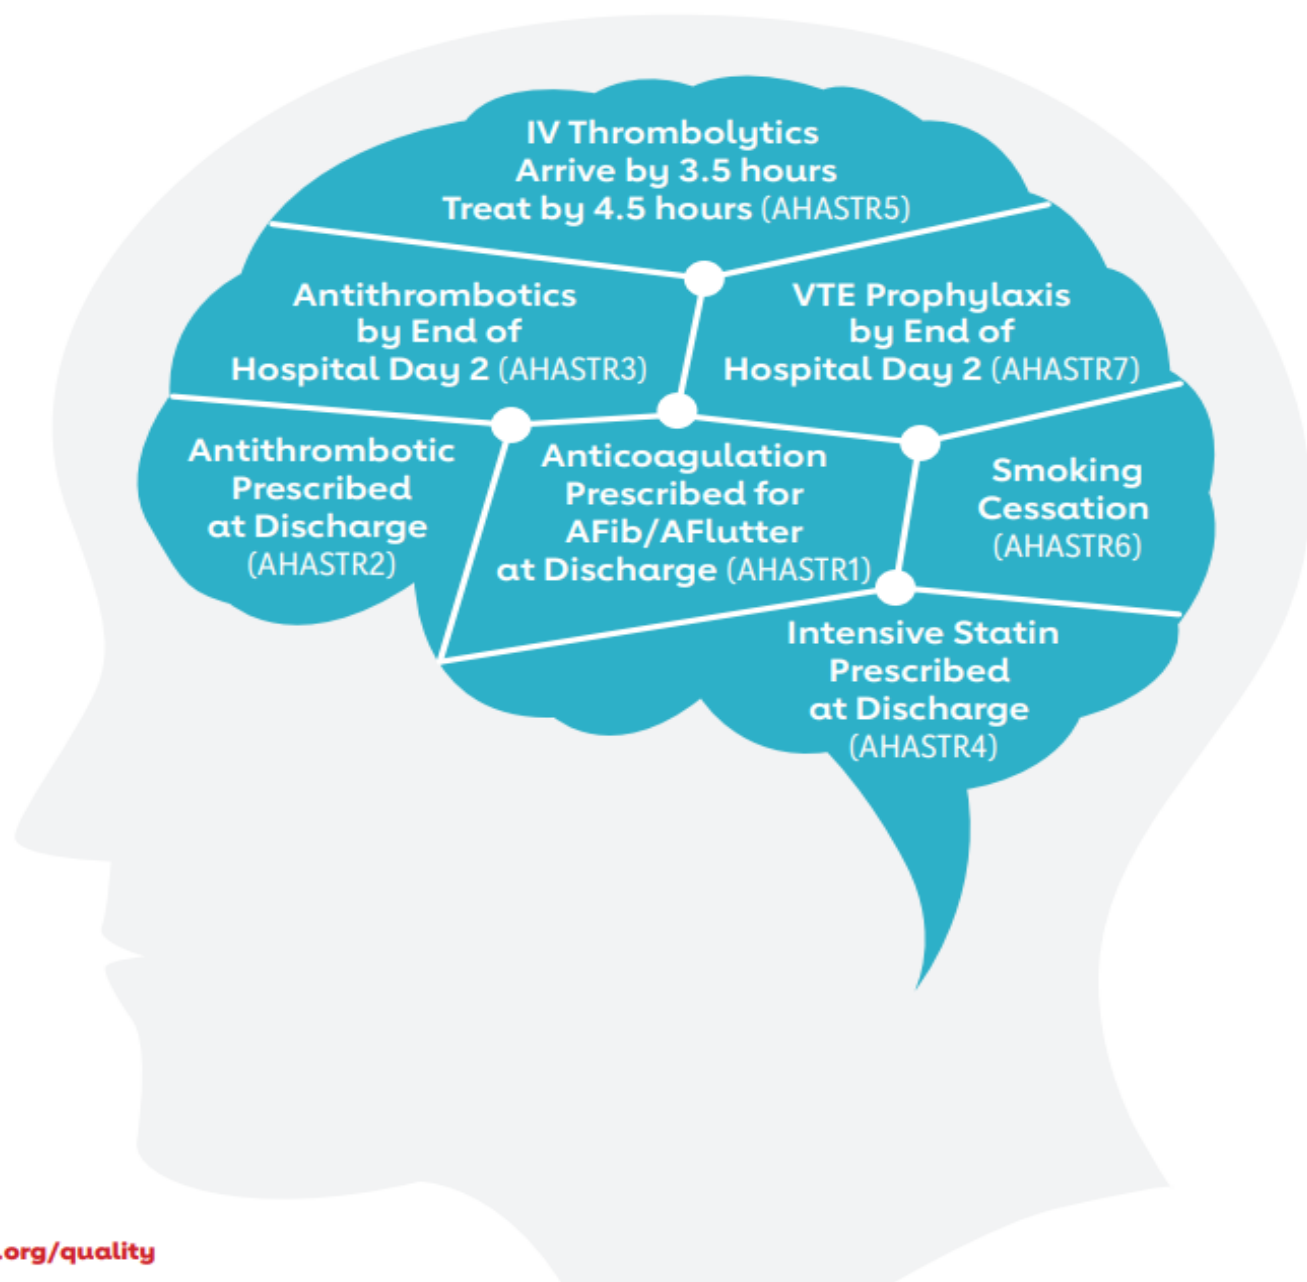 IV Thrombolytics
Arrive by 3.5 hours
Treat by 4.5 hours (AHASTR5)
Antithrombotics
by End of
Hospital Day 2 (AHASTR3)
VTE Prophylaxis
by End of
Hospital Day 2 (AHASTR7)
Antithrombotic
Prescribed
at Discharge
(AHASTR2)
Anticoagulation
Prescribed for
AFib/AFlutter
at Discharge (AHASTR1)
Smoking
Cessation
(AHASTR6)
Intensive Statin
Prescribed
at Discharge
(AHASTR4)
.org/quality